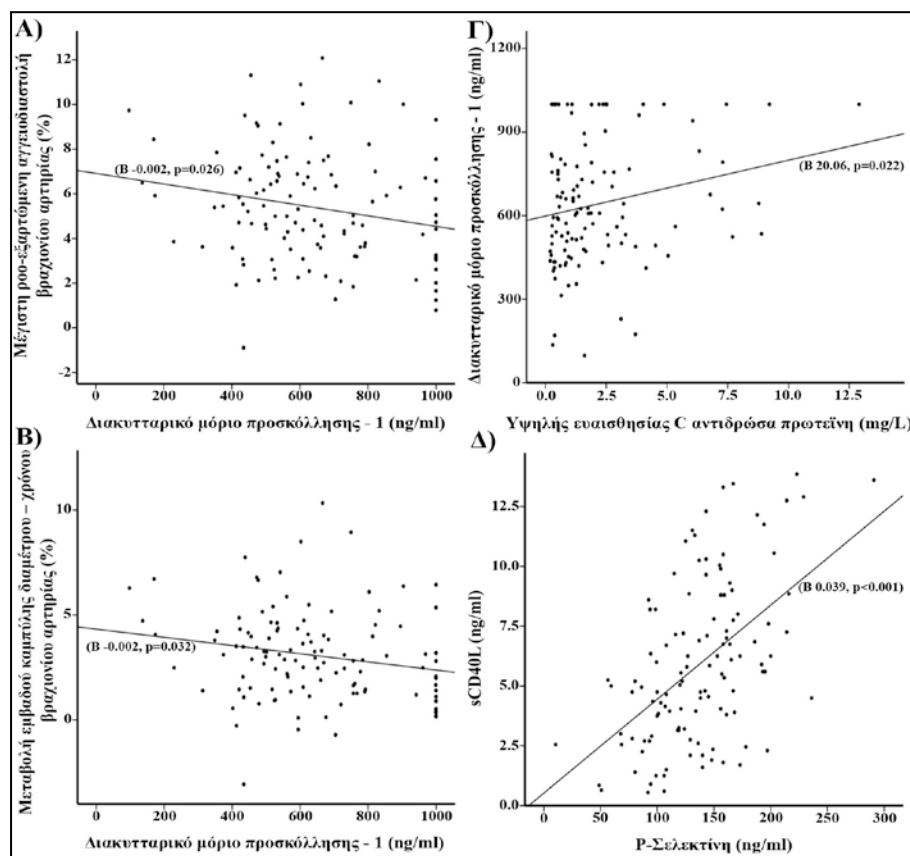 Α)
Μέγιστη ροο-εξαρτώμενη αγγειοδιαστολή
βραχιονίου αρτηρίας (%)
12
10
8
6
4
2
0
-2
(Β -0.002, p=0.026)
0 200 400 600 800 1000
Διακυτταρικό μόριο προσκόλλησης - 1 (ng/ml)
Γ)
Διακυτταρικό μόριο προσκόλλησης - 1 (ng/ml)
1200
900
600
300
0
(Β 20.06, p=0.022)
0.0 2.5 5.0 7.5 10.0 12.5
Υψηλής ευαισθησίας C αντιδρώσα πρωτεϊνη (mg/L)
Β)
Μεταβολή εμβαδού καμπύλης διαμέτρου – χρόνου
βραχιονίου αρτηρίας (%)
10
5
0
(Β -0.002, p=0.032)
0 200 400 600 800 1000
Διακυτταρικό μόριο προσκόλλησης - 1 (ng/ml)
Δ)
sCD40L (ng/ml)
12.5
10.0
7.5
5.0
2.5
0.0
(Β 0.039, p<0.001)
0 50 100 150 200 250 300
P-Σελεκτίνη (ng/ml)